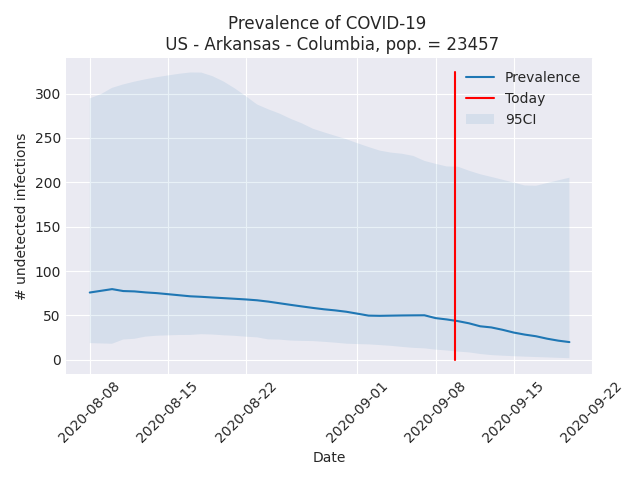 Prevalence of COVID-19
US - Arkansas - Columbia, pop. = 23457
Prevalence
Today
95CI
# undetected infections
300
250
200
150
100
50
0
2020-08-08
2020-08-15
2020-08-22
2020-09-01
2020-09-08
2020-09-15
2020-09-22
Date